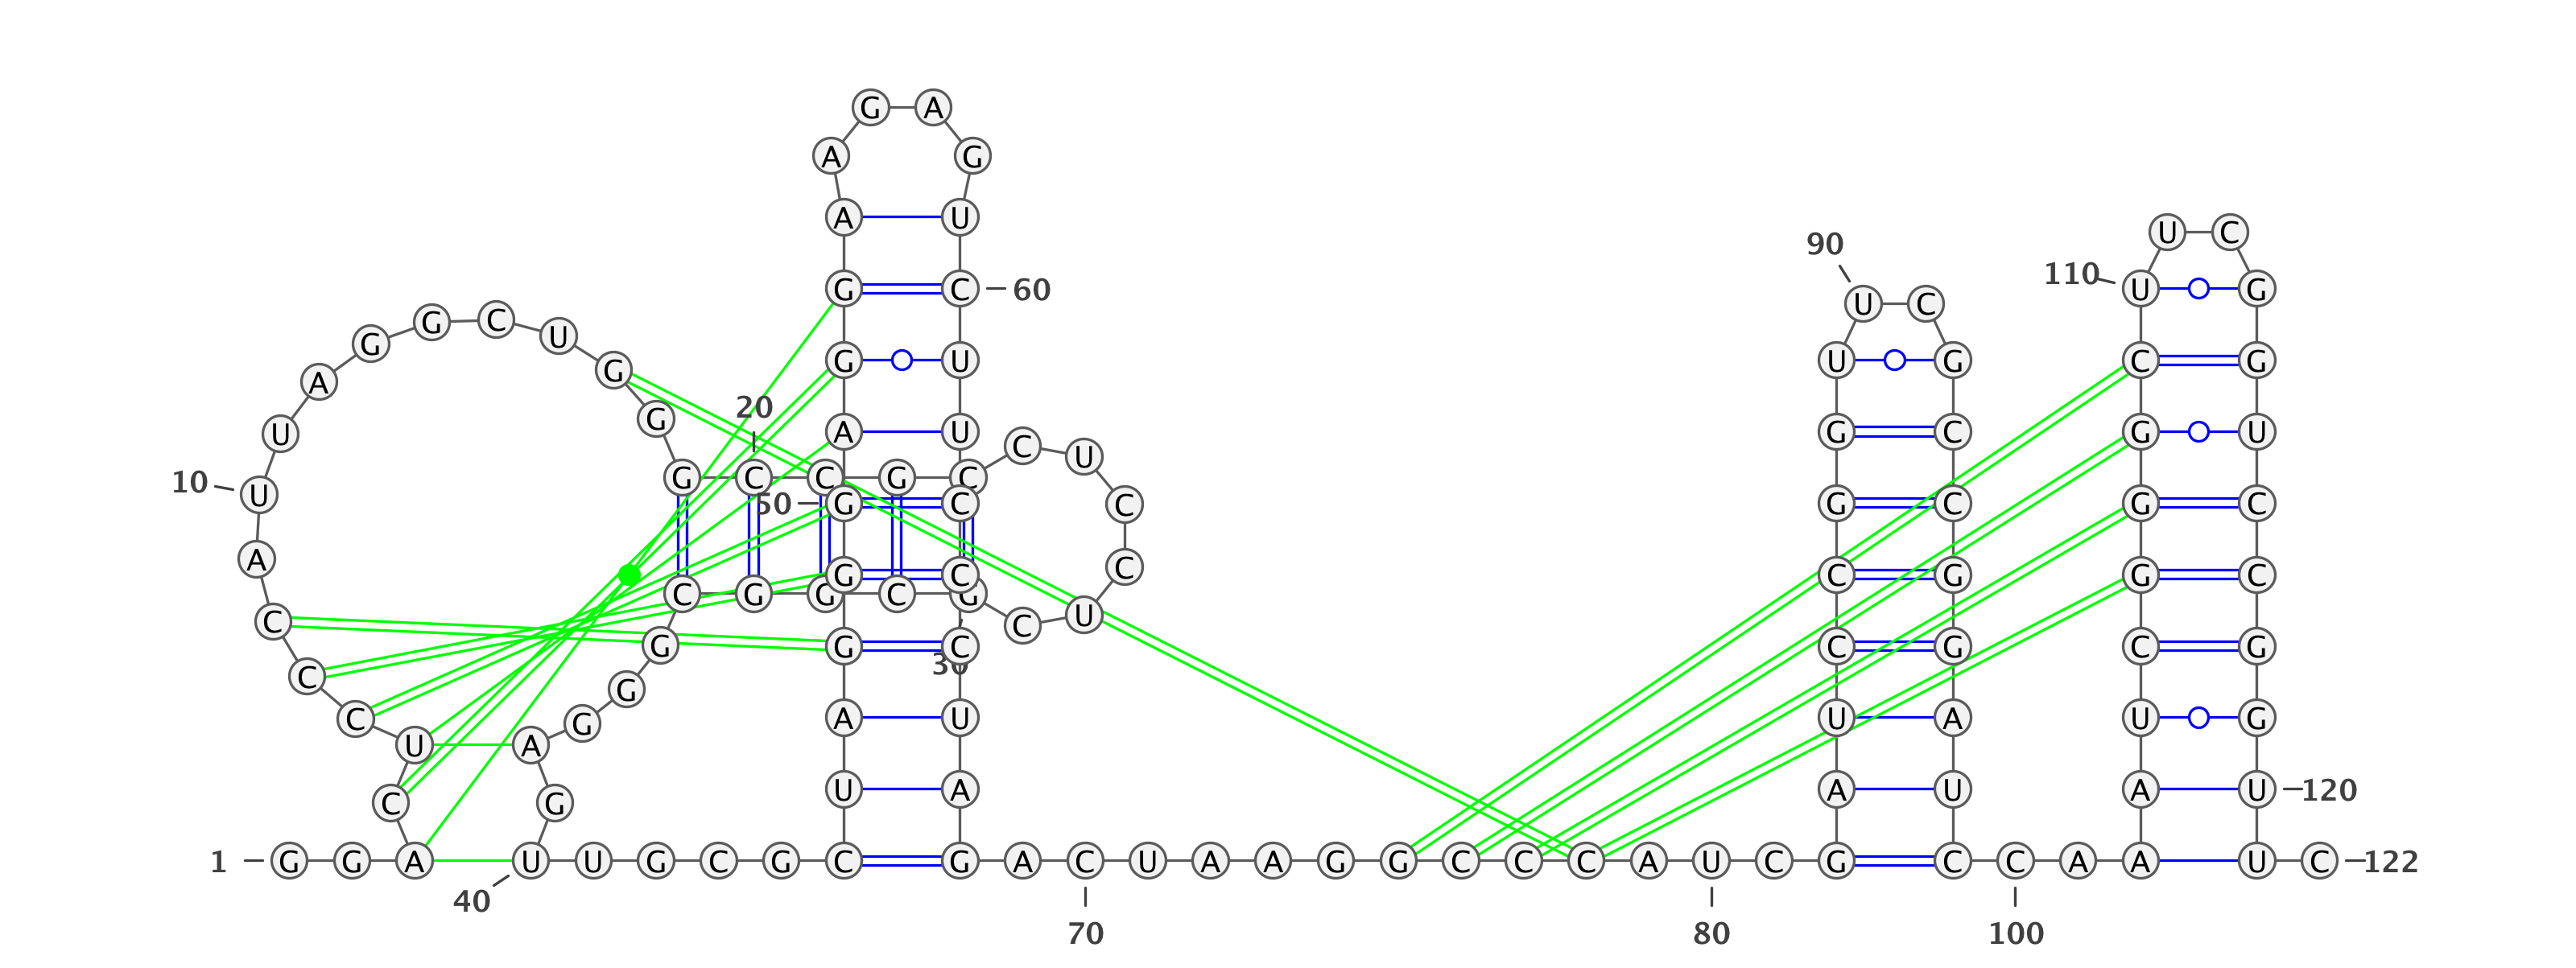 G A
A G
A U
U C
90
110
G C 60 U G
U C
G C
A G U
G U U G C G
G
A
20
G
U A U G C G U
C U
G C C G C
10 U
50 G C C G C G C
A C
G C C G G C
C G G C G
C U C
G G C C G C G
30
C
G
C G A U U A U G
U A
U A A U A U 120
C G
1 G G A U U G C G C G A C U A A G G C C C A U C G C C A A U C 122
40
70 80 100